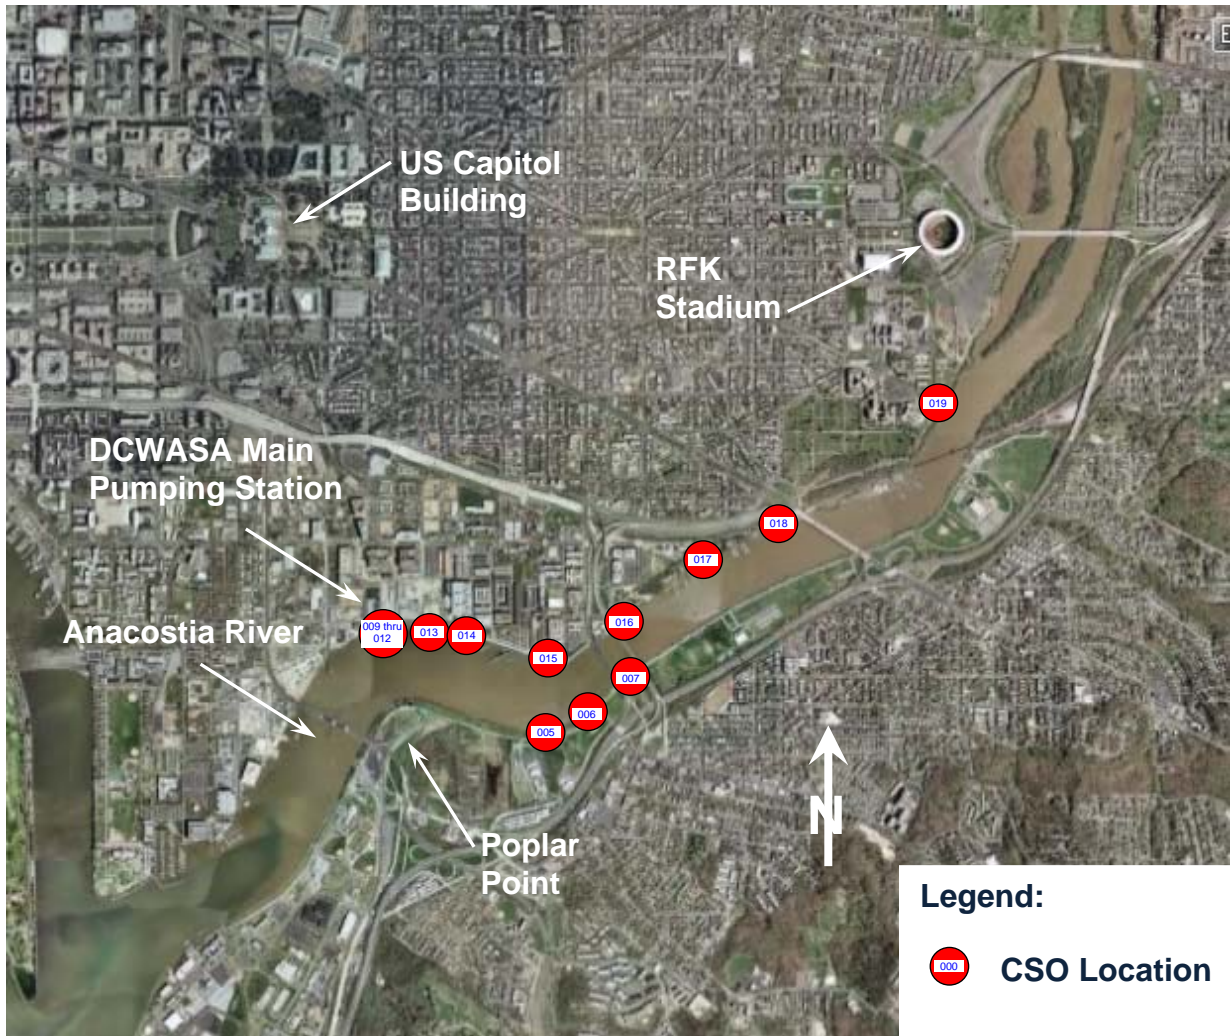 E
US Capitol
Building
RFK
Stadium
019
DCWASA Main
Pumping Station
018
017
Anacostia River
009 thru
012
013
014
016
015
007
006
005
N
Poplar
Point
Legend:
000
CSO Location